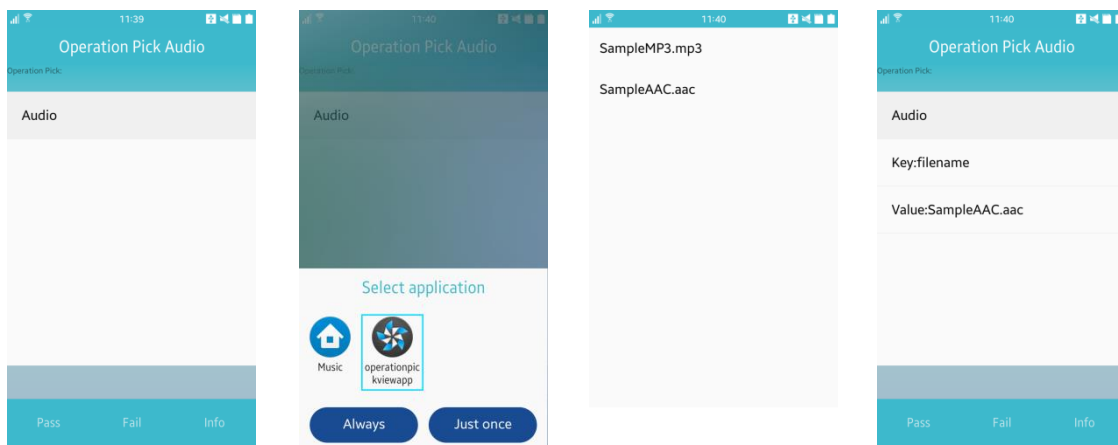 11:39
Operation Pick Audio
Operation Pick:
Audio
Pass Fail Info
11:40
Operation Pick Audio
Operation Pick:
Audio
Select application
Music
operationpic
kviewapp
Always Just once
11:40
SampleMP3.mp3
SampleAAC.aac
11:40
Operation Pick Audio
Operation Pick:
Audio
Key:filename
Value:SampleAAC.aac
Pass Fail Info